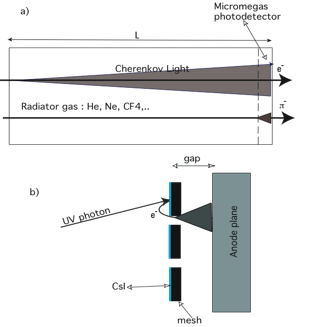 a)
Micromegas
photodetector
L
Cherenkov Light
e-
Radiator gas : He, Ne, CF4,..
π-
b)
gap
UV photon
e-
Anode plane
CsI
mesh